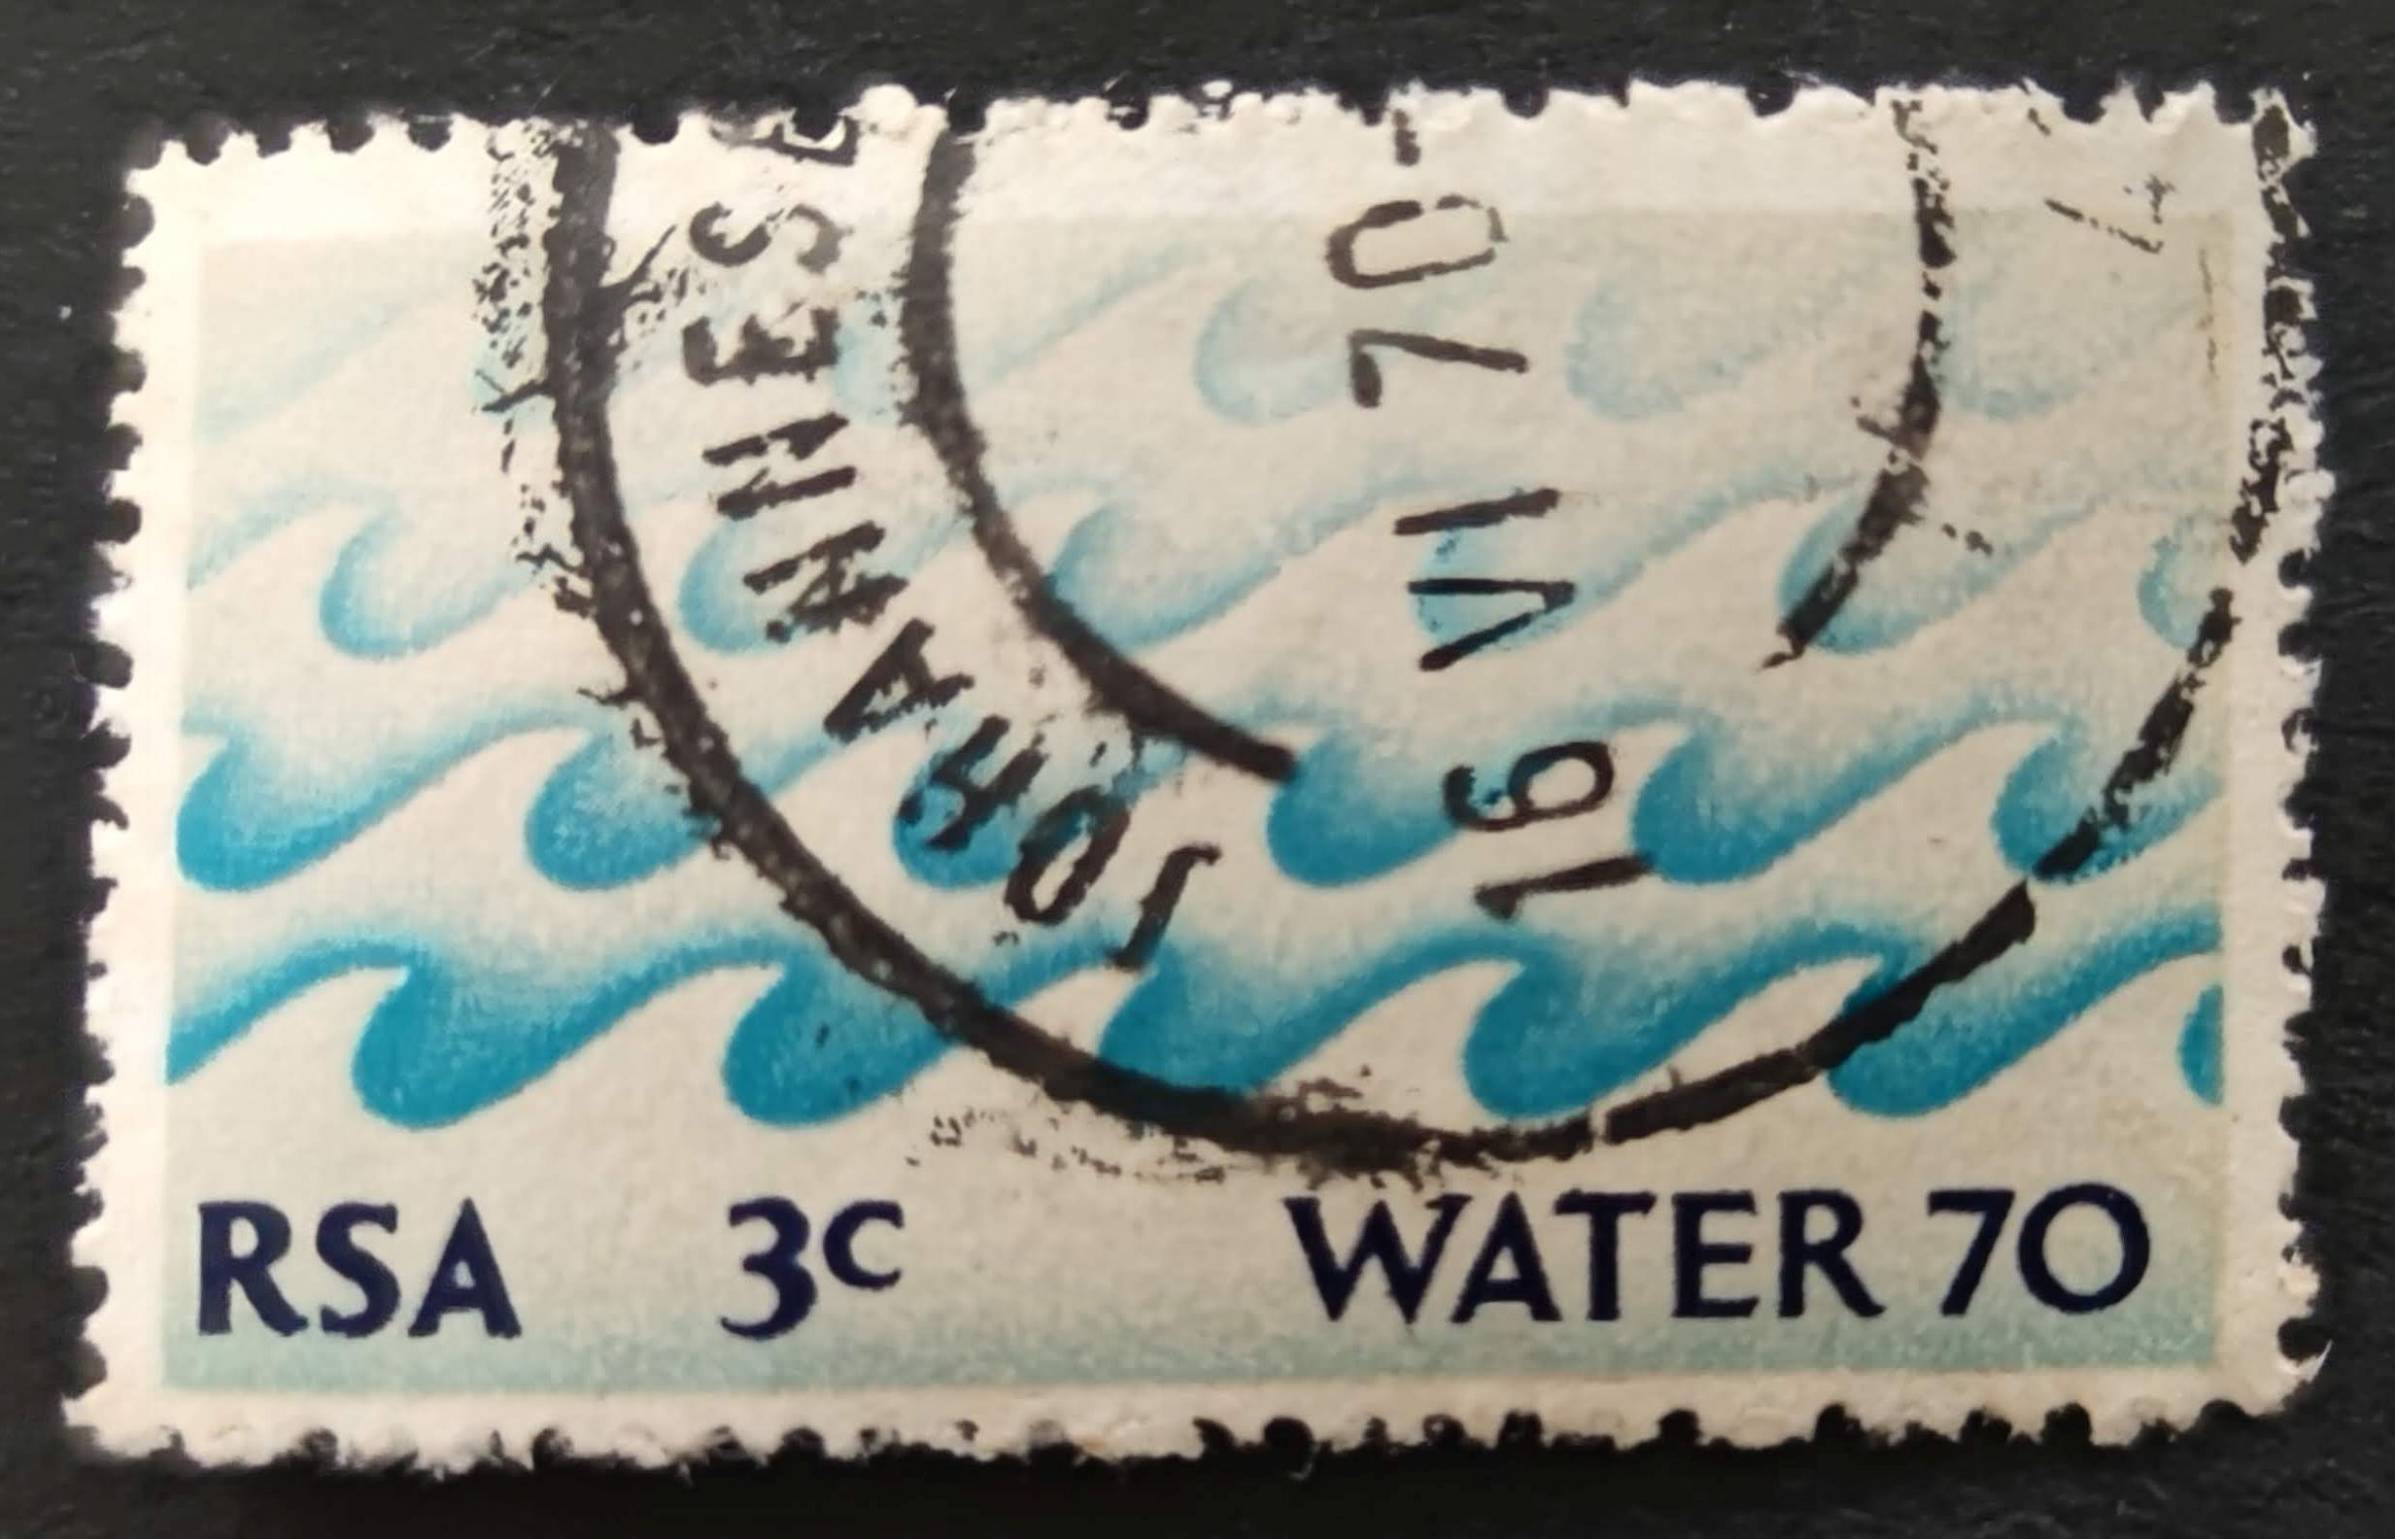 JOHANNESB
16 VI 70-
RSA 3c WATER 70